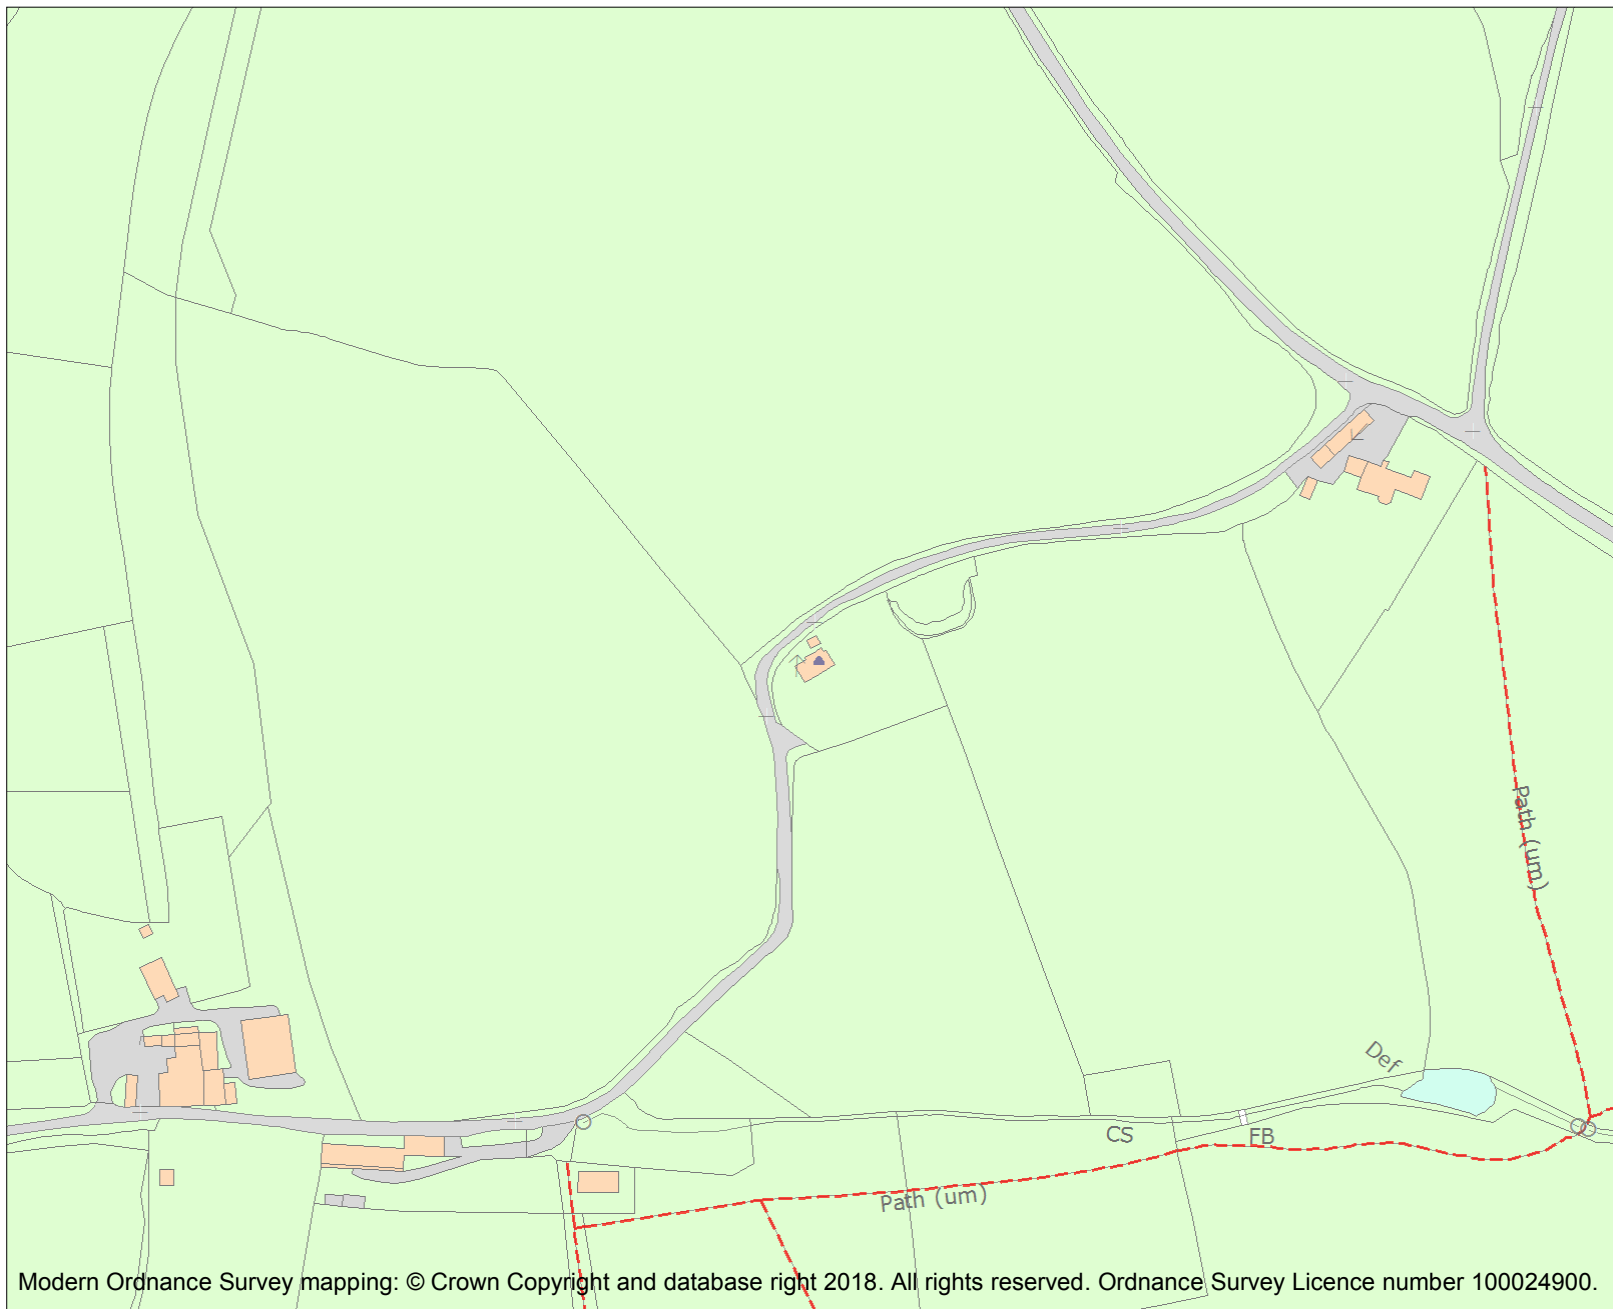 Path (um)
Def
CS
FB
Path (um)
Modern Ordnance Survey mapping: © Crown Copyright and database right 2018. All rights reserved. Ordnance Survey Licence number 100024900.